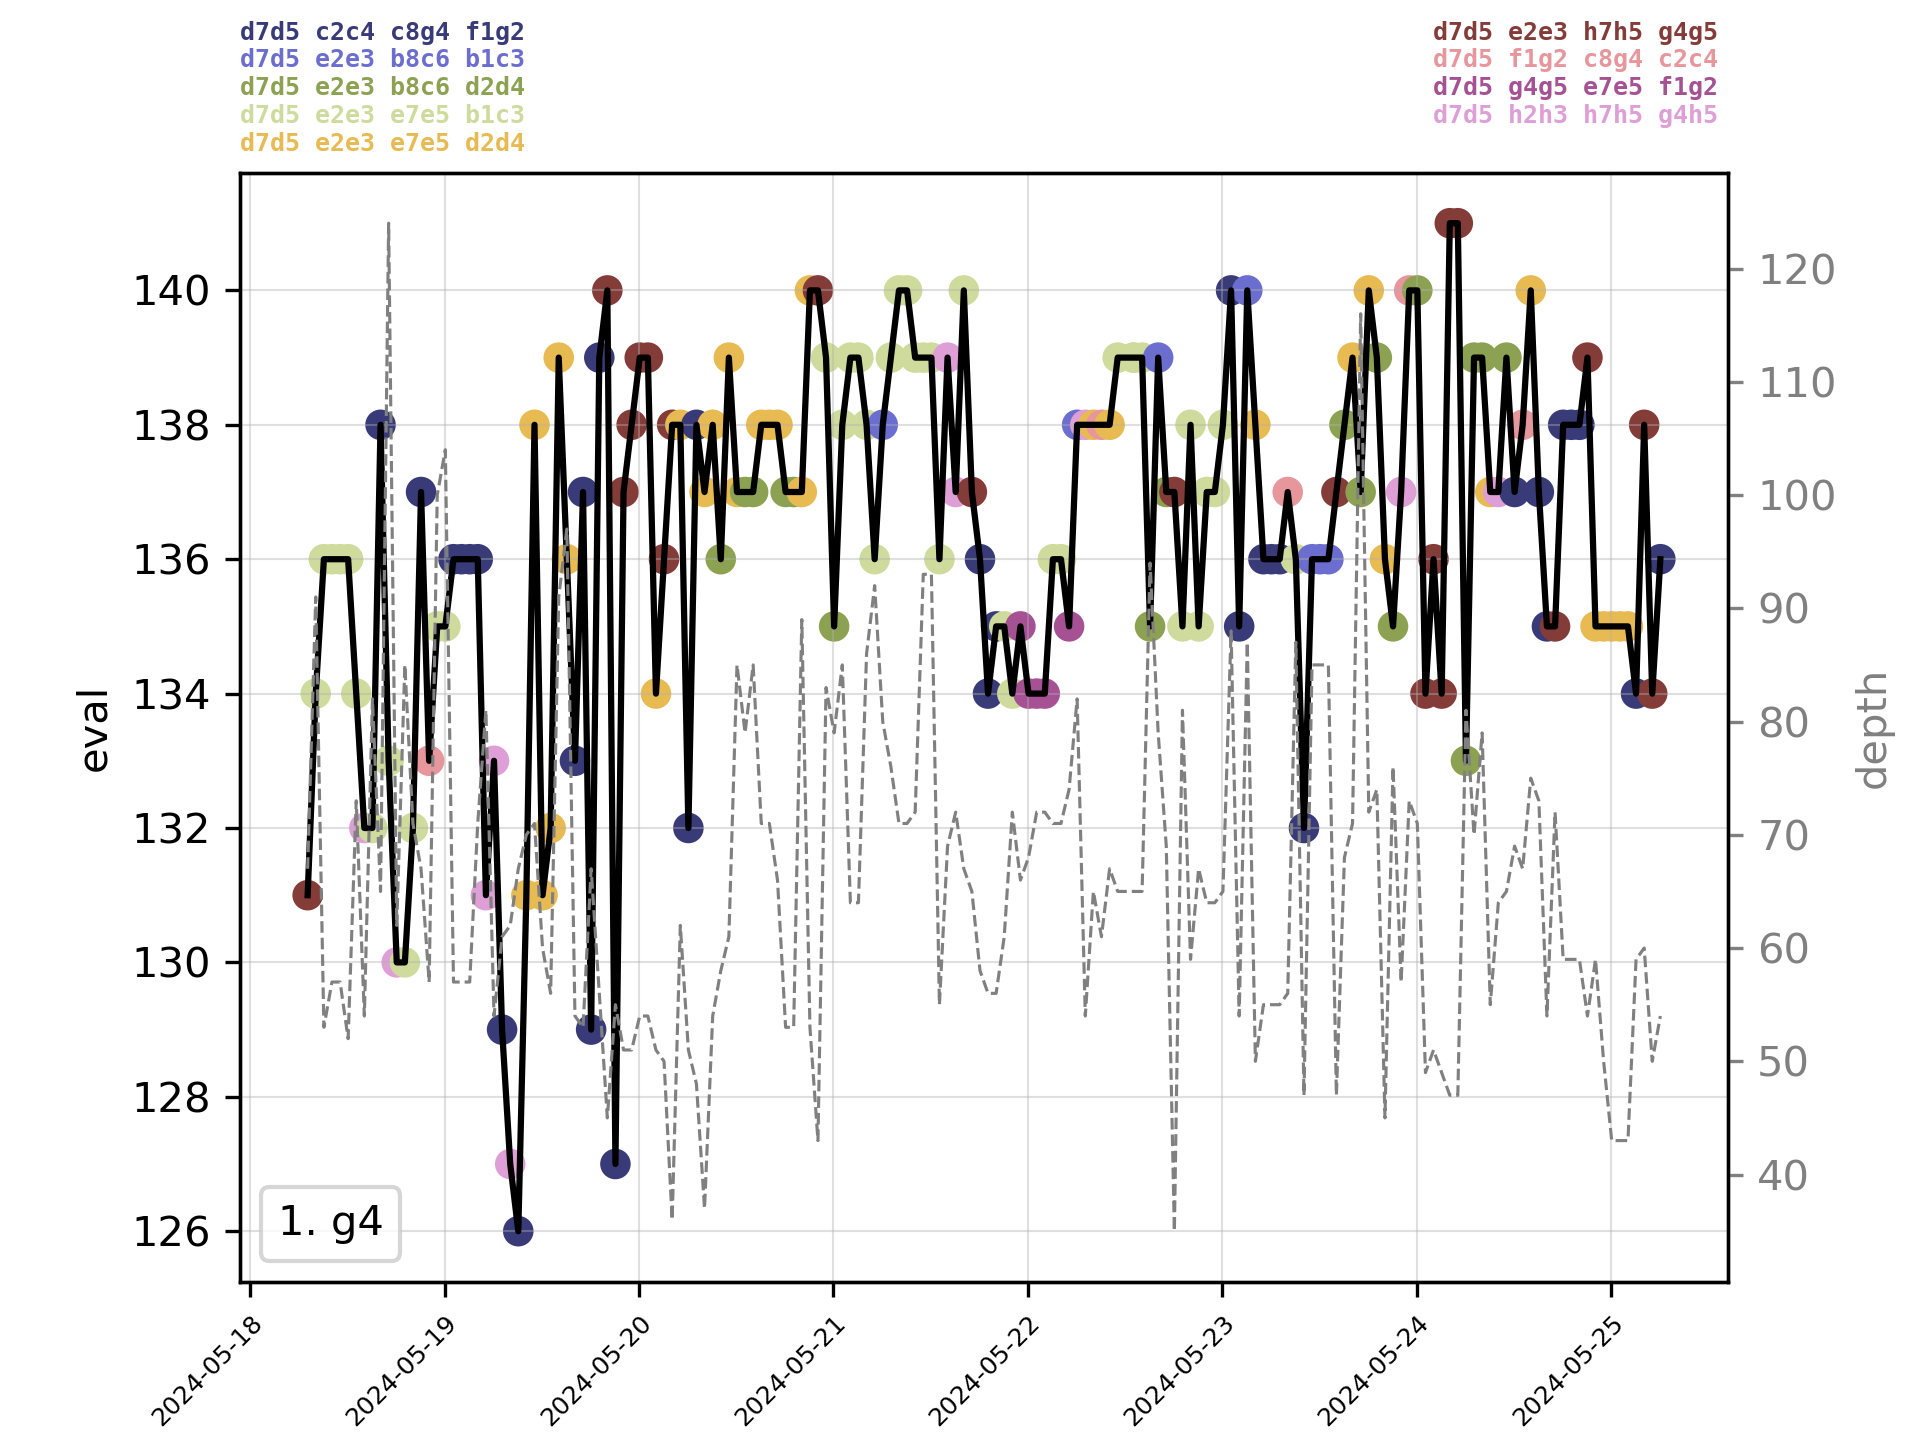 d7d5 c2c4 c8g4 f1g2
d7d5 e2e3 b8c6 b1c3
d7d5 e2e3 b8c6 d2d4
d7d5 e2e3 e7e5 b1c3
d7d5 e2e3 e7e5 d2d4
d7d5 e2e3 h7h5 g4g5
d7d5 f1g2 c8g4 c2c4
d7d5 g4g5 e7e5 f1g2
d7d5 h2h3 h7h5 g4h5
eval
140
138
136
134
132
130
128
126
120
110
100
90
80
70
60
50
40
depth
1. g4
2024-05-18
2024-05-19
2024-05-20
2024-05-21
2024-05-22
2024-05-23
2024-05-24
2024-05-25